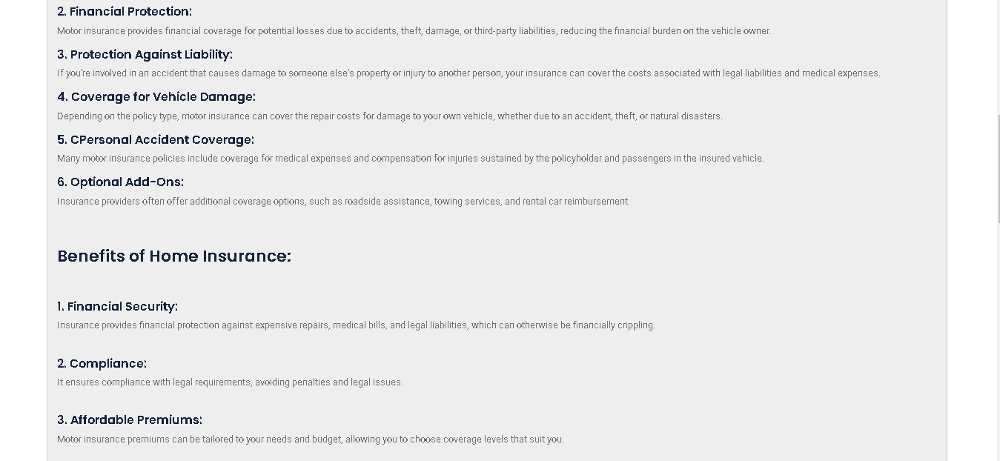 2. Financial Protection:
Motor insurance provides financial coverage for potential losses due to accidents, theft, damage, or third-party liabilities, reducing the financial burden on the vehicle owner.
3. Protection Against Liability:
If you're involved in an accident that causes damage to someone else's property or injury to another person, your insurance can cover the costs associated with legal liabilities and medical expenses.
4. Coverage for Vehicle Damage:
Depending on the policy type, motor insurance can cover the repair costs for damage to your own vehicle, whether due to an accident, theft, or natural disasters.
5. CPersonal Accident Coverage:
Many motor insurance policies include coverage for medical expenses and compensation for injuries sustained by the policyholder and passengers in the insured vehicle.
6. Optional Add-Ons:
Insurance providers often offer additional coverage options, such as roadside assistance, towing services, and rental car reimbursement.
Benefits of Home Insurance:
1. Financial Security:
Insurance provides financial protection against expensive repairs, medical bills, and legal liabilities, which can otherwise be financially crippling.
2. Compliance:
It ensures compliance with legal requirements, avoiding penalties and legal issues.
3. Affordable Premiums:
Motor insurance premiums can be tailored to your needs and budget, allowing you to choose coverage levels that suit you.